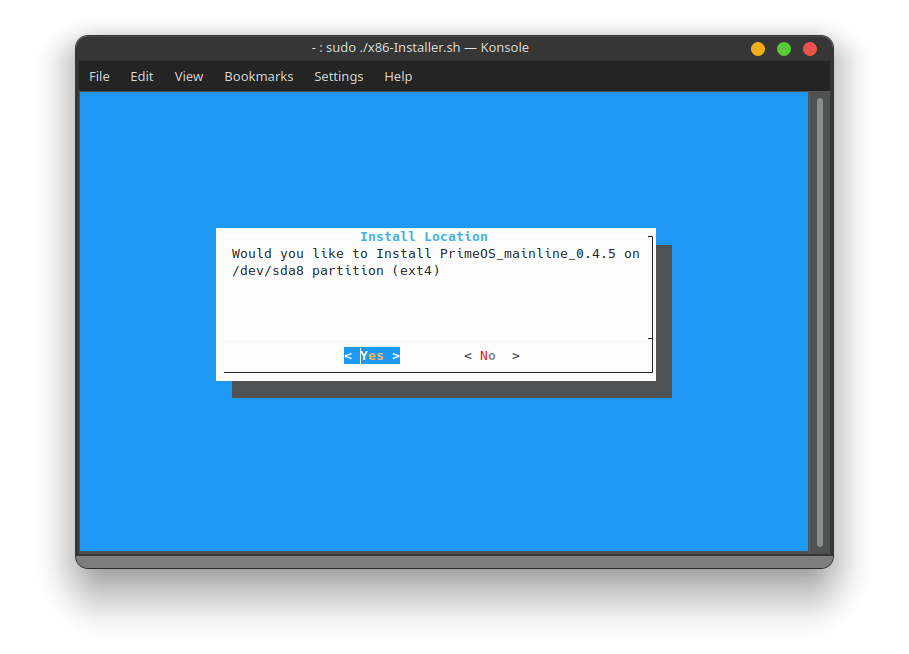 - : sudo ./x86-Installer.sh — Konsole
File Edit View Bookmarks Settings Help
Install Location
Would you like to Install PrimeOS_mainline_0.4.5 on
/dev/sda8 partition (ext4)
< Yes > < No >